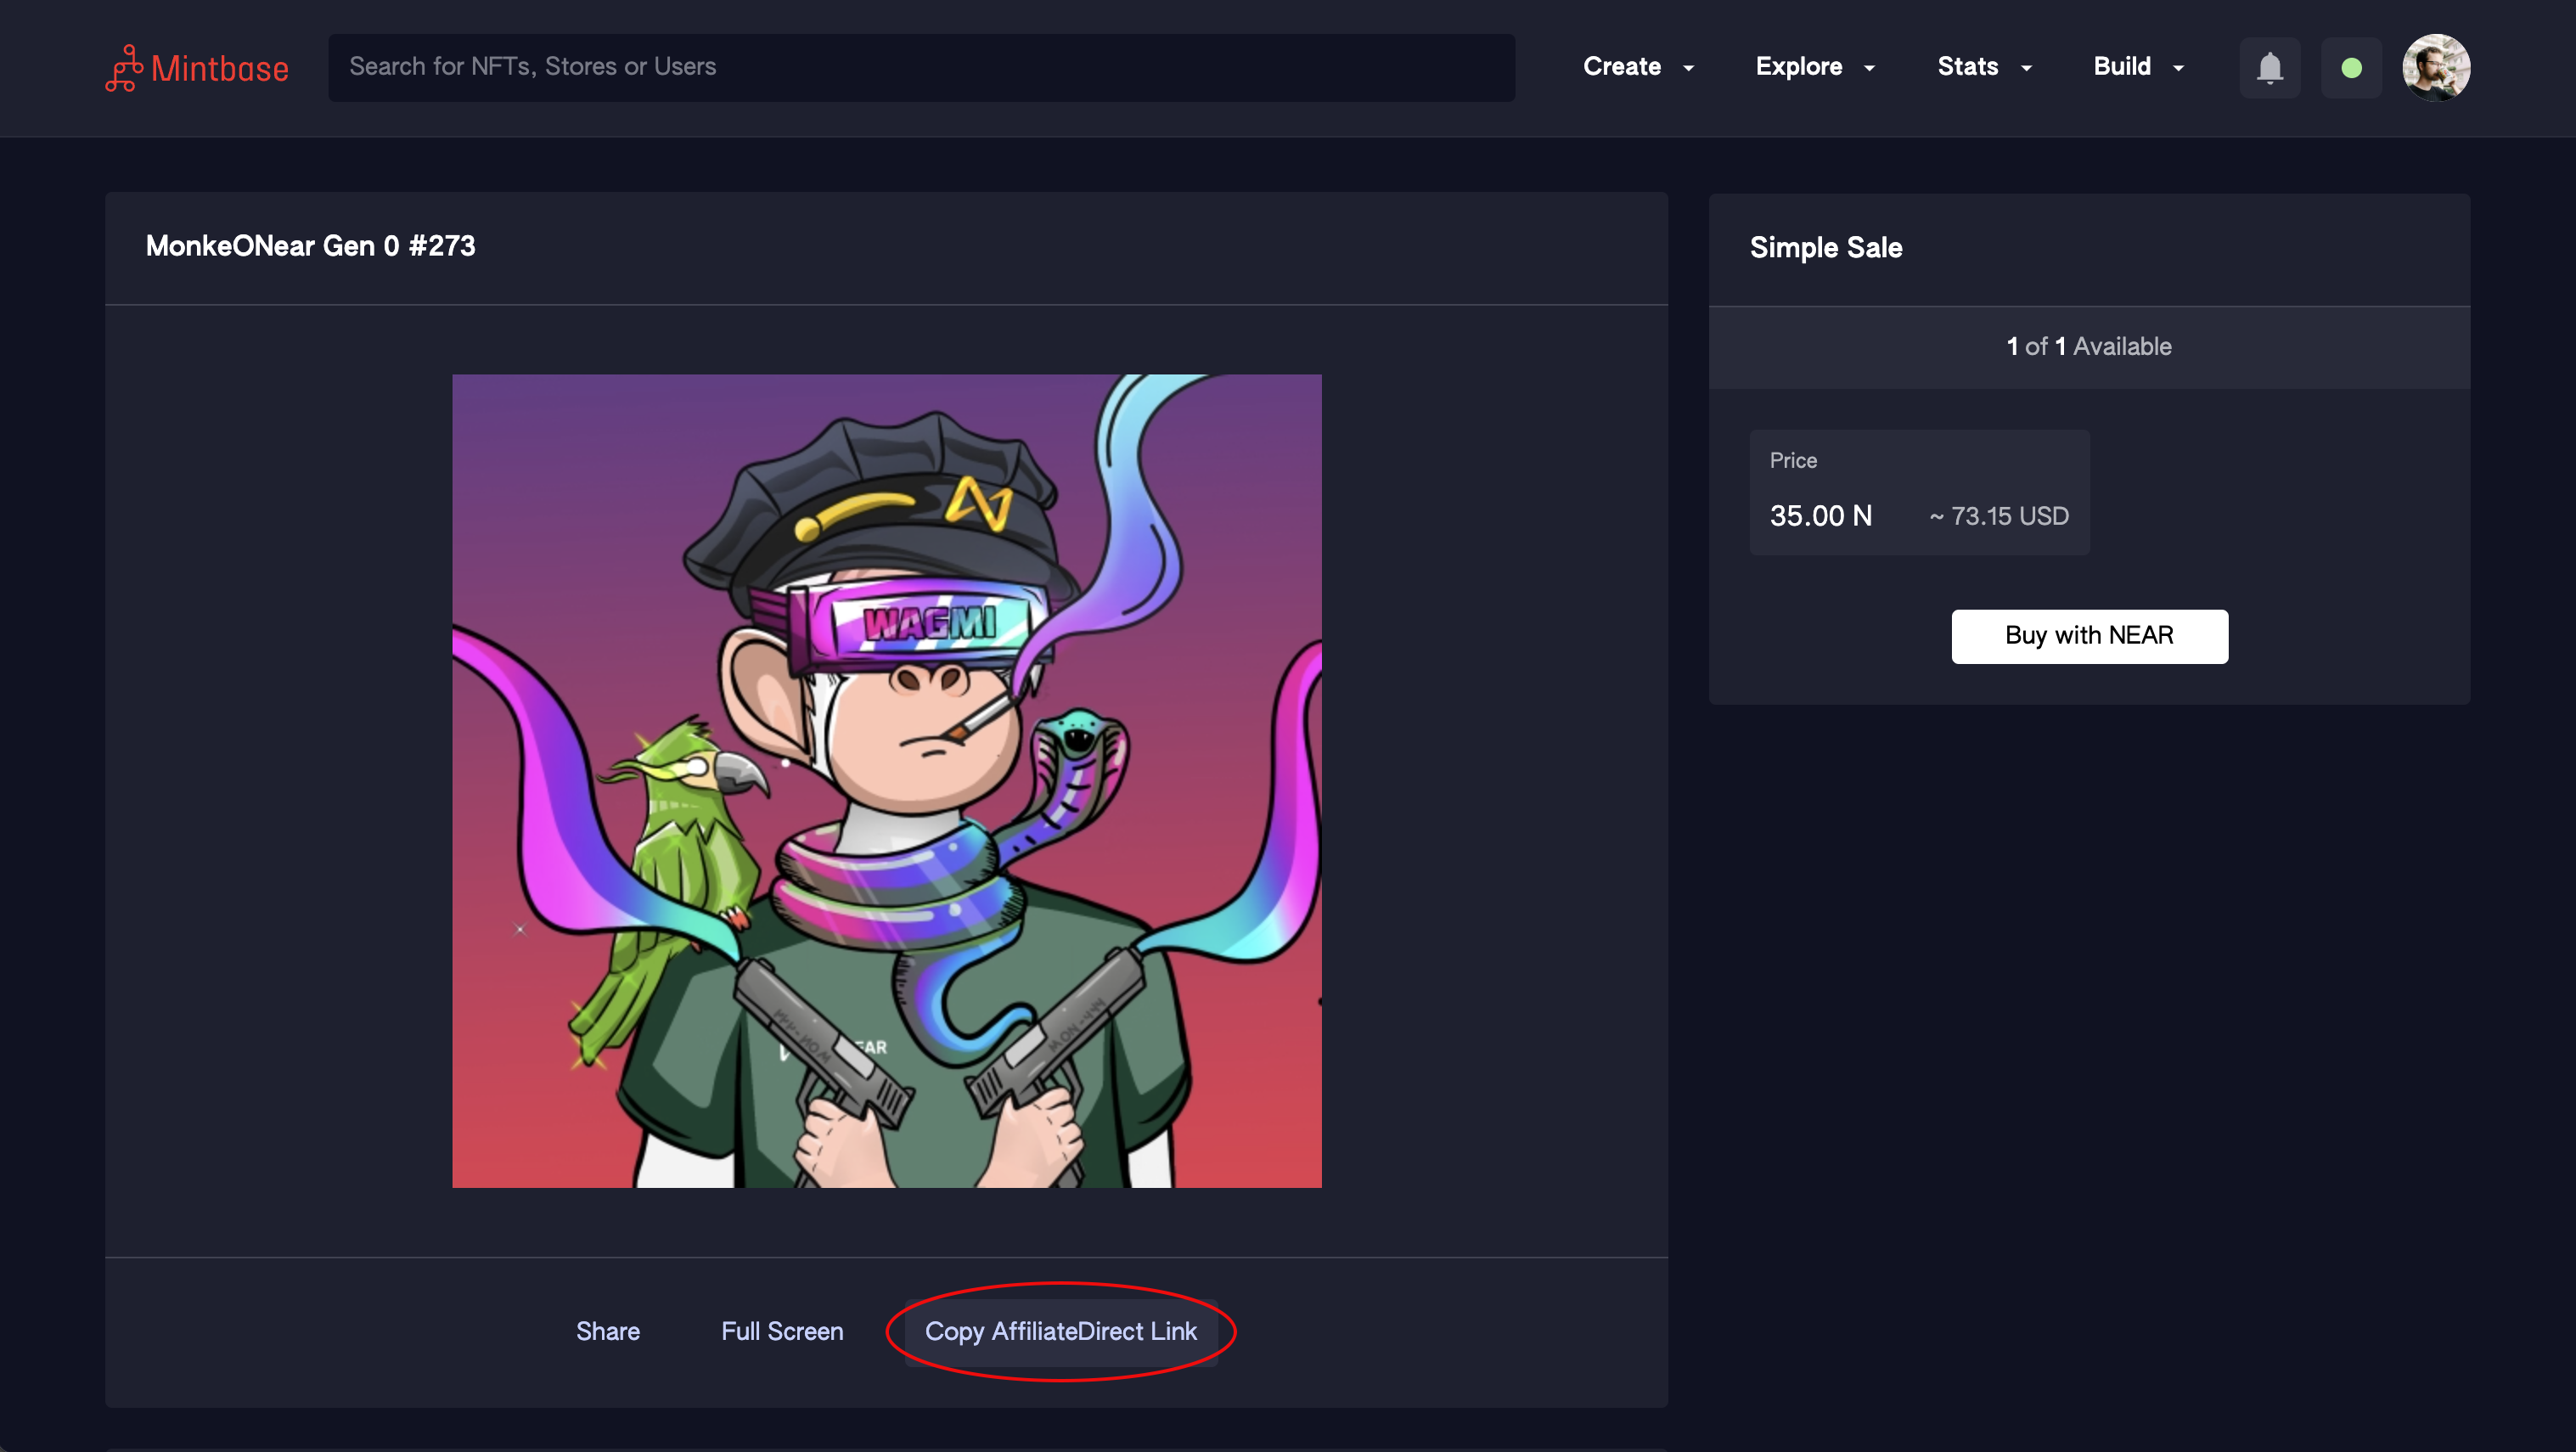 Mintbase
Search for NFTs, Stores or Users
Create
Explore
Stats
Build
MonkeONear Gen 0 #273
WAGMI
EAR
Share
Full Screen
Copy AffiliateDirect Link
Simple Sale
1 of 1 Available
Price
35.00 N
~ 73.15 USD
Buy with NEAR